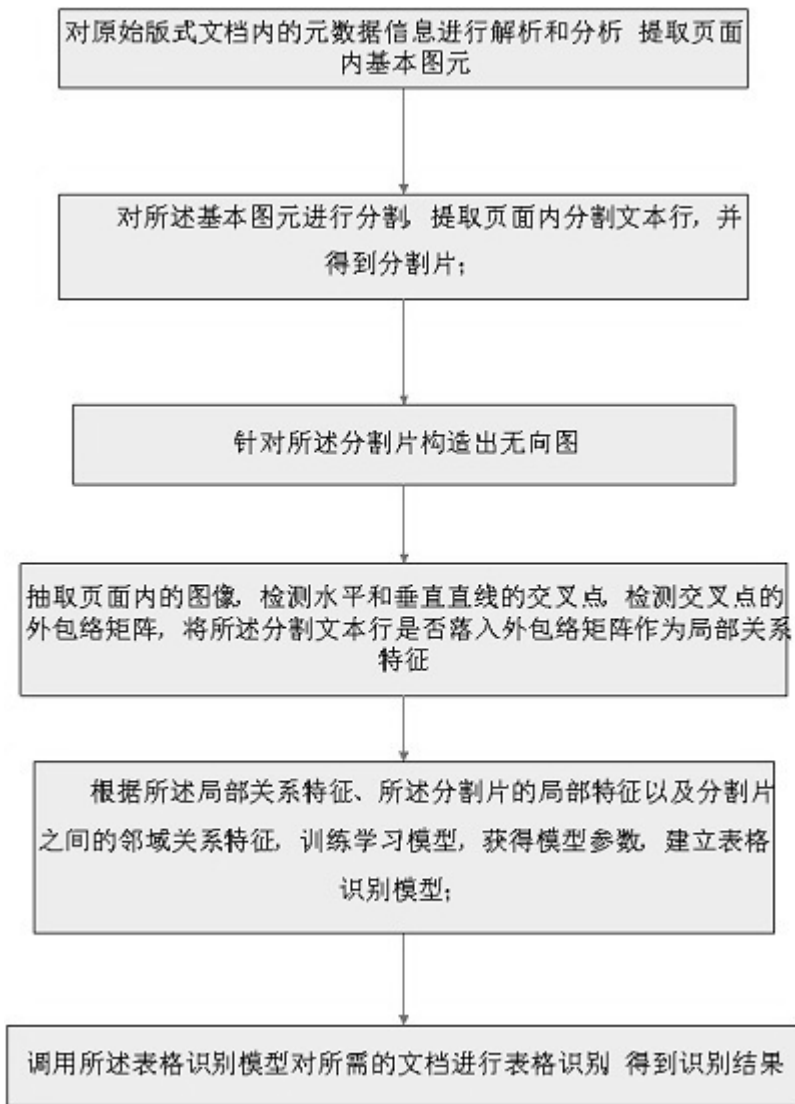 对原始版式文档内的元数据信息进行解析和分析 提取页面
内基本图元
对所述基本图元进行分割, 提取页面内分割文本行, 并
得到分割片;
针对所述分割片构造出无向图
抽取页面内的图像, 检测水平和垂直直线的交叉点, 检测交叉点的
外包络矩阵, 将所述分割文本行是否落入外包络矩阵作为局部关系
特征
根据所述局部关系特征、所述分割片的局部特征以及分割片
之间的邻域关系特征, 训练学习模型, 获得模型参数, 建立表格
识别模型;
调用所述表格识别模型对所需的文档进行表格识别 得到识别结果